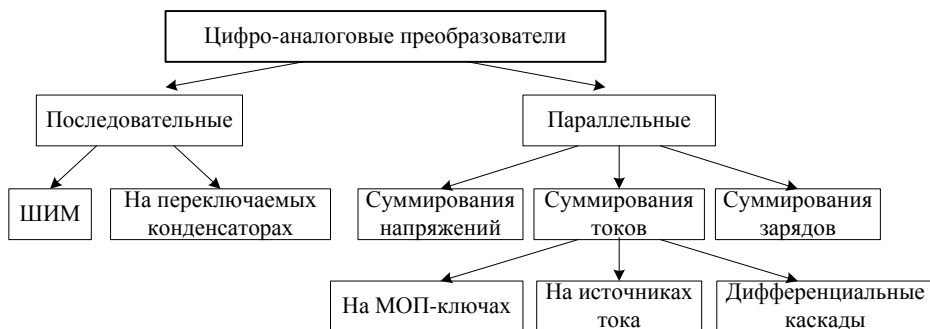 Цифро-аналоговые преобразователи
Последовательные
Параллельные
ШИМ
На переключаемых
конденсаторах
Суммирования
напряжений
Суммирования
токов
Суммирования
зарядов
На МОП-ключах
На источниках
тока
Дифференциальные
каскады